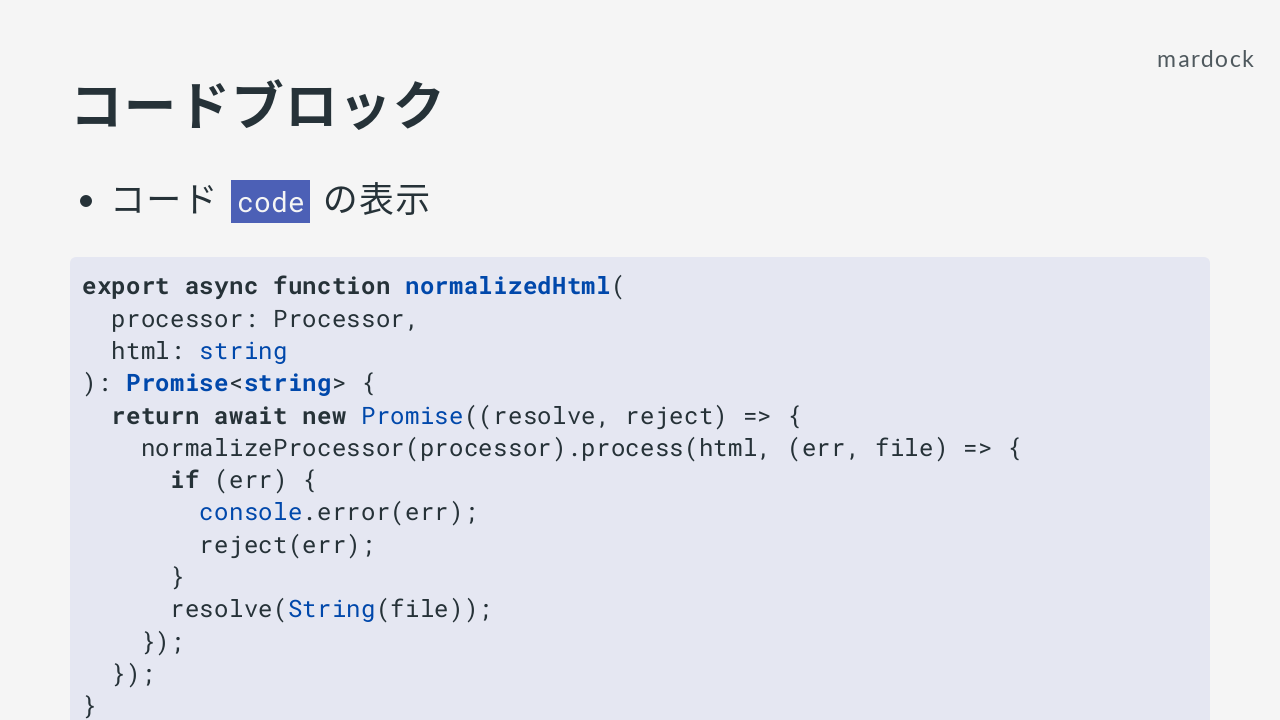 mardock
コードブロック
• コード code の表示
export async function normalizedHtml(
  processor: Processor,
  html: string
): Promise<string> {
  return await new Promise((resolve, reject) => {
    normalizeProcessor(processor).process(html, (err, file) => {
      if (err) {
        console.error(err);
        reject(err);
      }
      resolve(String(file));
    });
  });
}